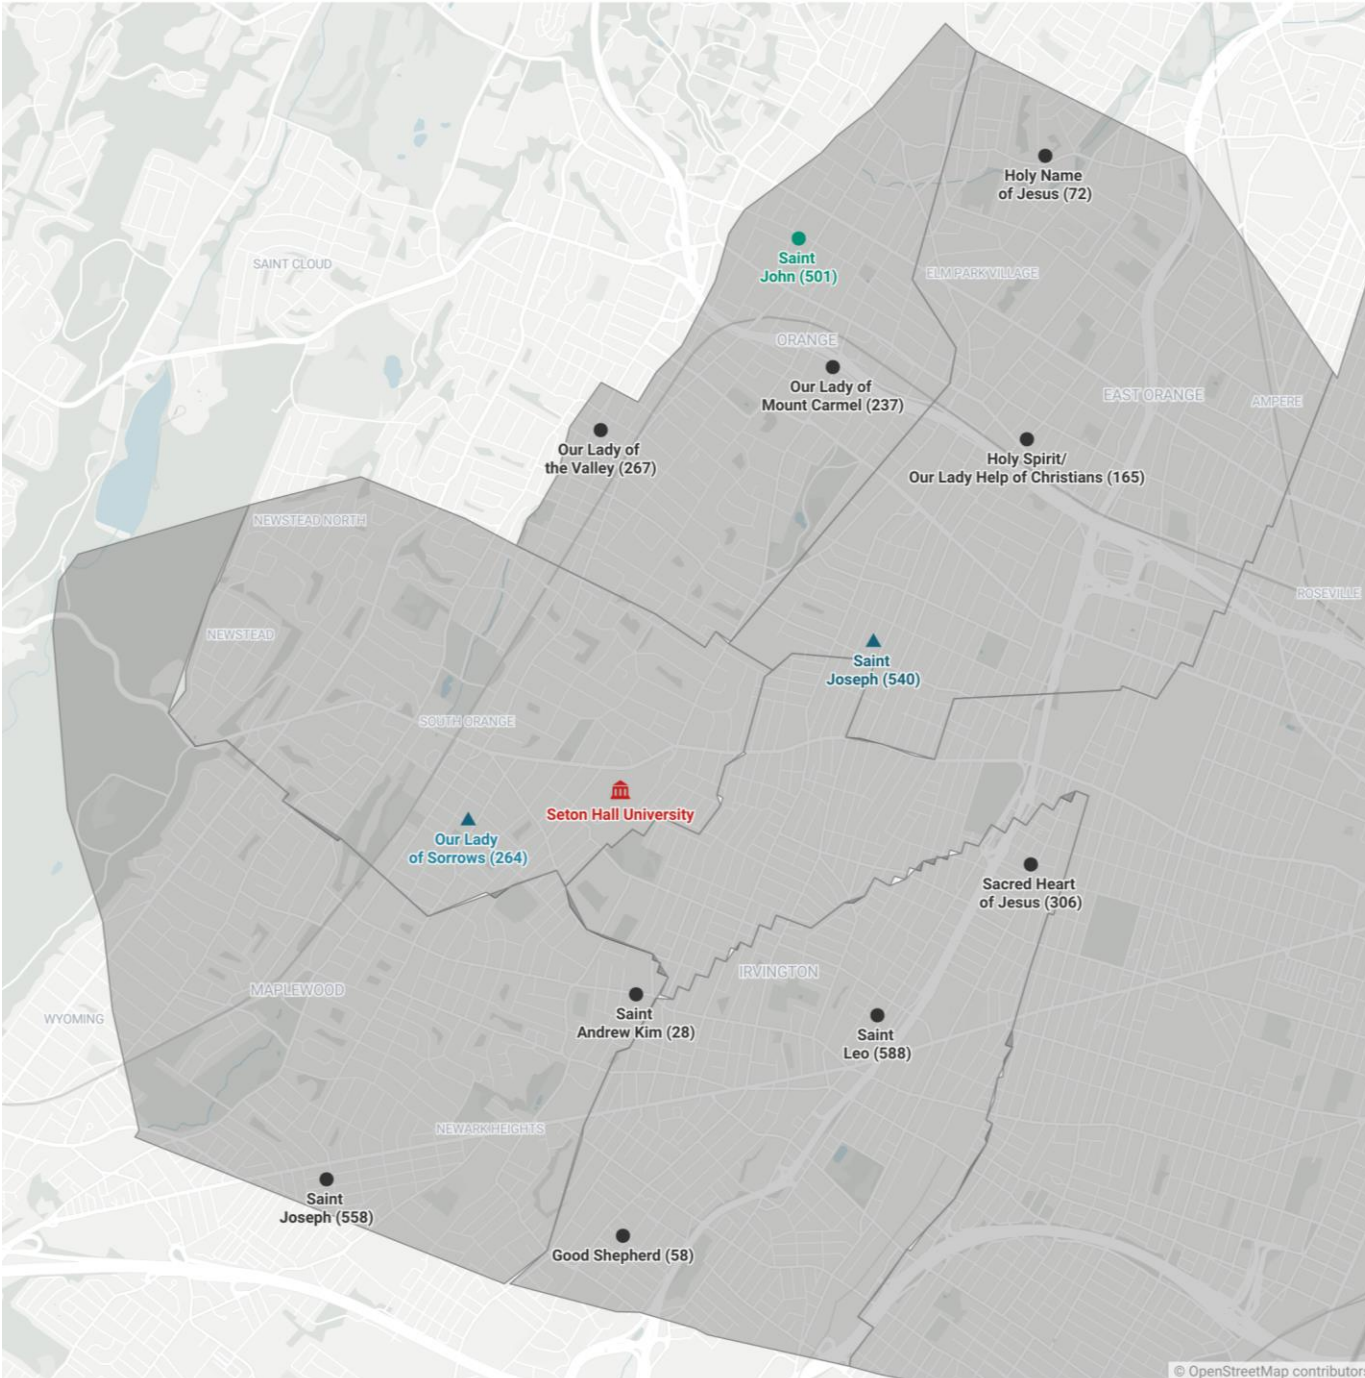 Holy Name
of Jesus (72)
Saint
John (501)
SAINT CLOUD
ELM PARK VILLAGE
ORANGE
Our Lady of
Mount Carmel (237)
EAST ORANGE
AMPERE
Our Lady of
the Valley (267)
Holy Spirit/
Our Lady Help of Christians (165)
NEWSTEAD NORTH
ROSEVILLE
NEWSTEAD
Saint
Joseph (540)
SOUTH ORANGE
Seton Hall University
Our Lady
of Sorrows (264)
Sacred Heart
of Jesus (306)
IRVINGTON
MAPLEWOOD
WYOMING
Saint
Andrew Kim (28)
Saint
Leo (588)
NEWARK HEIGHTS
Saint
Joseph (558)
Good Shepherd (58)
© OpenStreetMap contributors